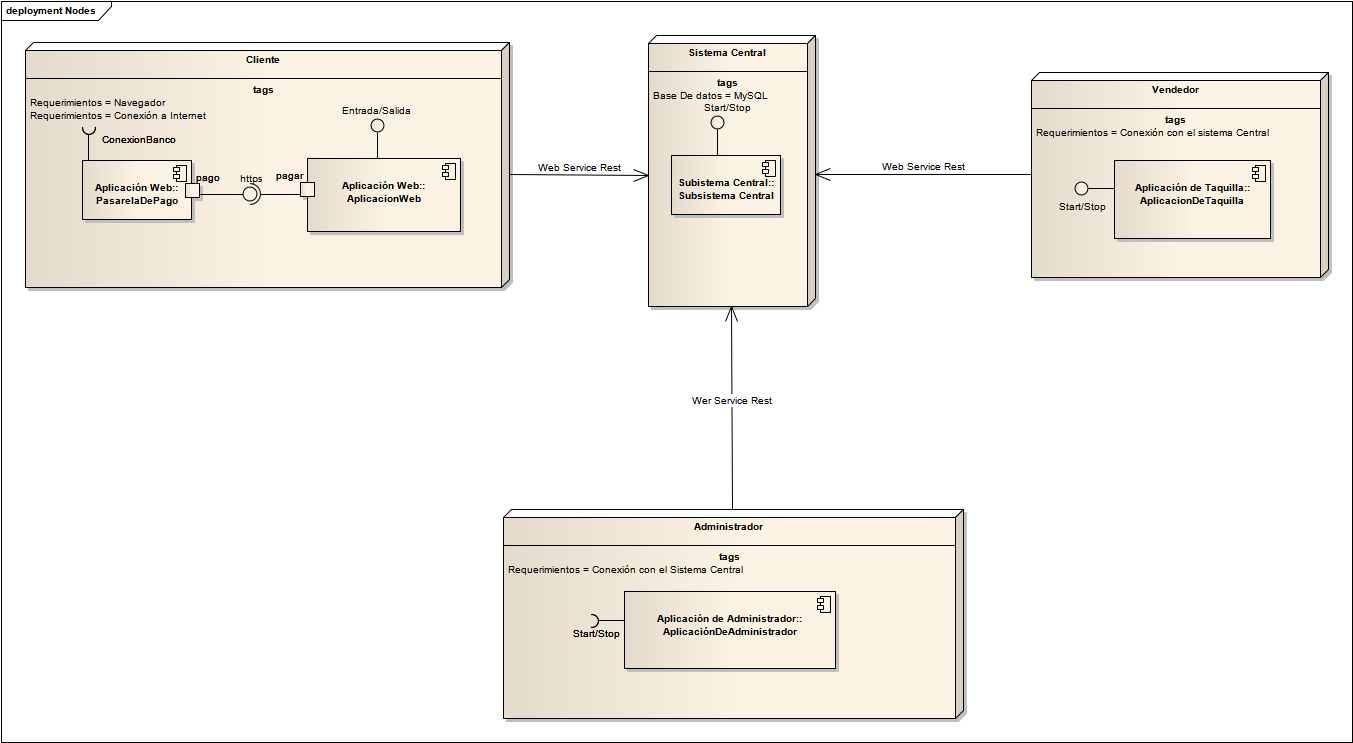 deployment Nodes
Cliente
tags
Requerimientos = Navegador
Requerimientos = Conexión a Internet
ConexionBanco
Entrada/Salida
Aplicación Web::
PasarelaDePago
pago
https
pagar
Aplicación Web::
AplicacionWeb
Web Service Rest
Sistema Central
tags
Base De datos = MySQL
Start/Stop
Subistema Central::
Subsistema Central
Web Service Rest
Vendedor
tags
Requerimientos = Conexión con el sistema Central
Start/Stop
Aplicación de Taquilla::
AplicacionDeTaquilla
Wer Service Rest
Administrador
tags
Requerimientos = Conexión con el Sistema Central
Start/Stop
Aplicación de Administrador::
AplicaciónDeAdministrador